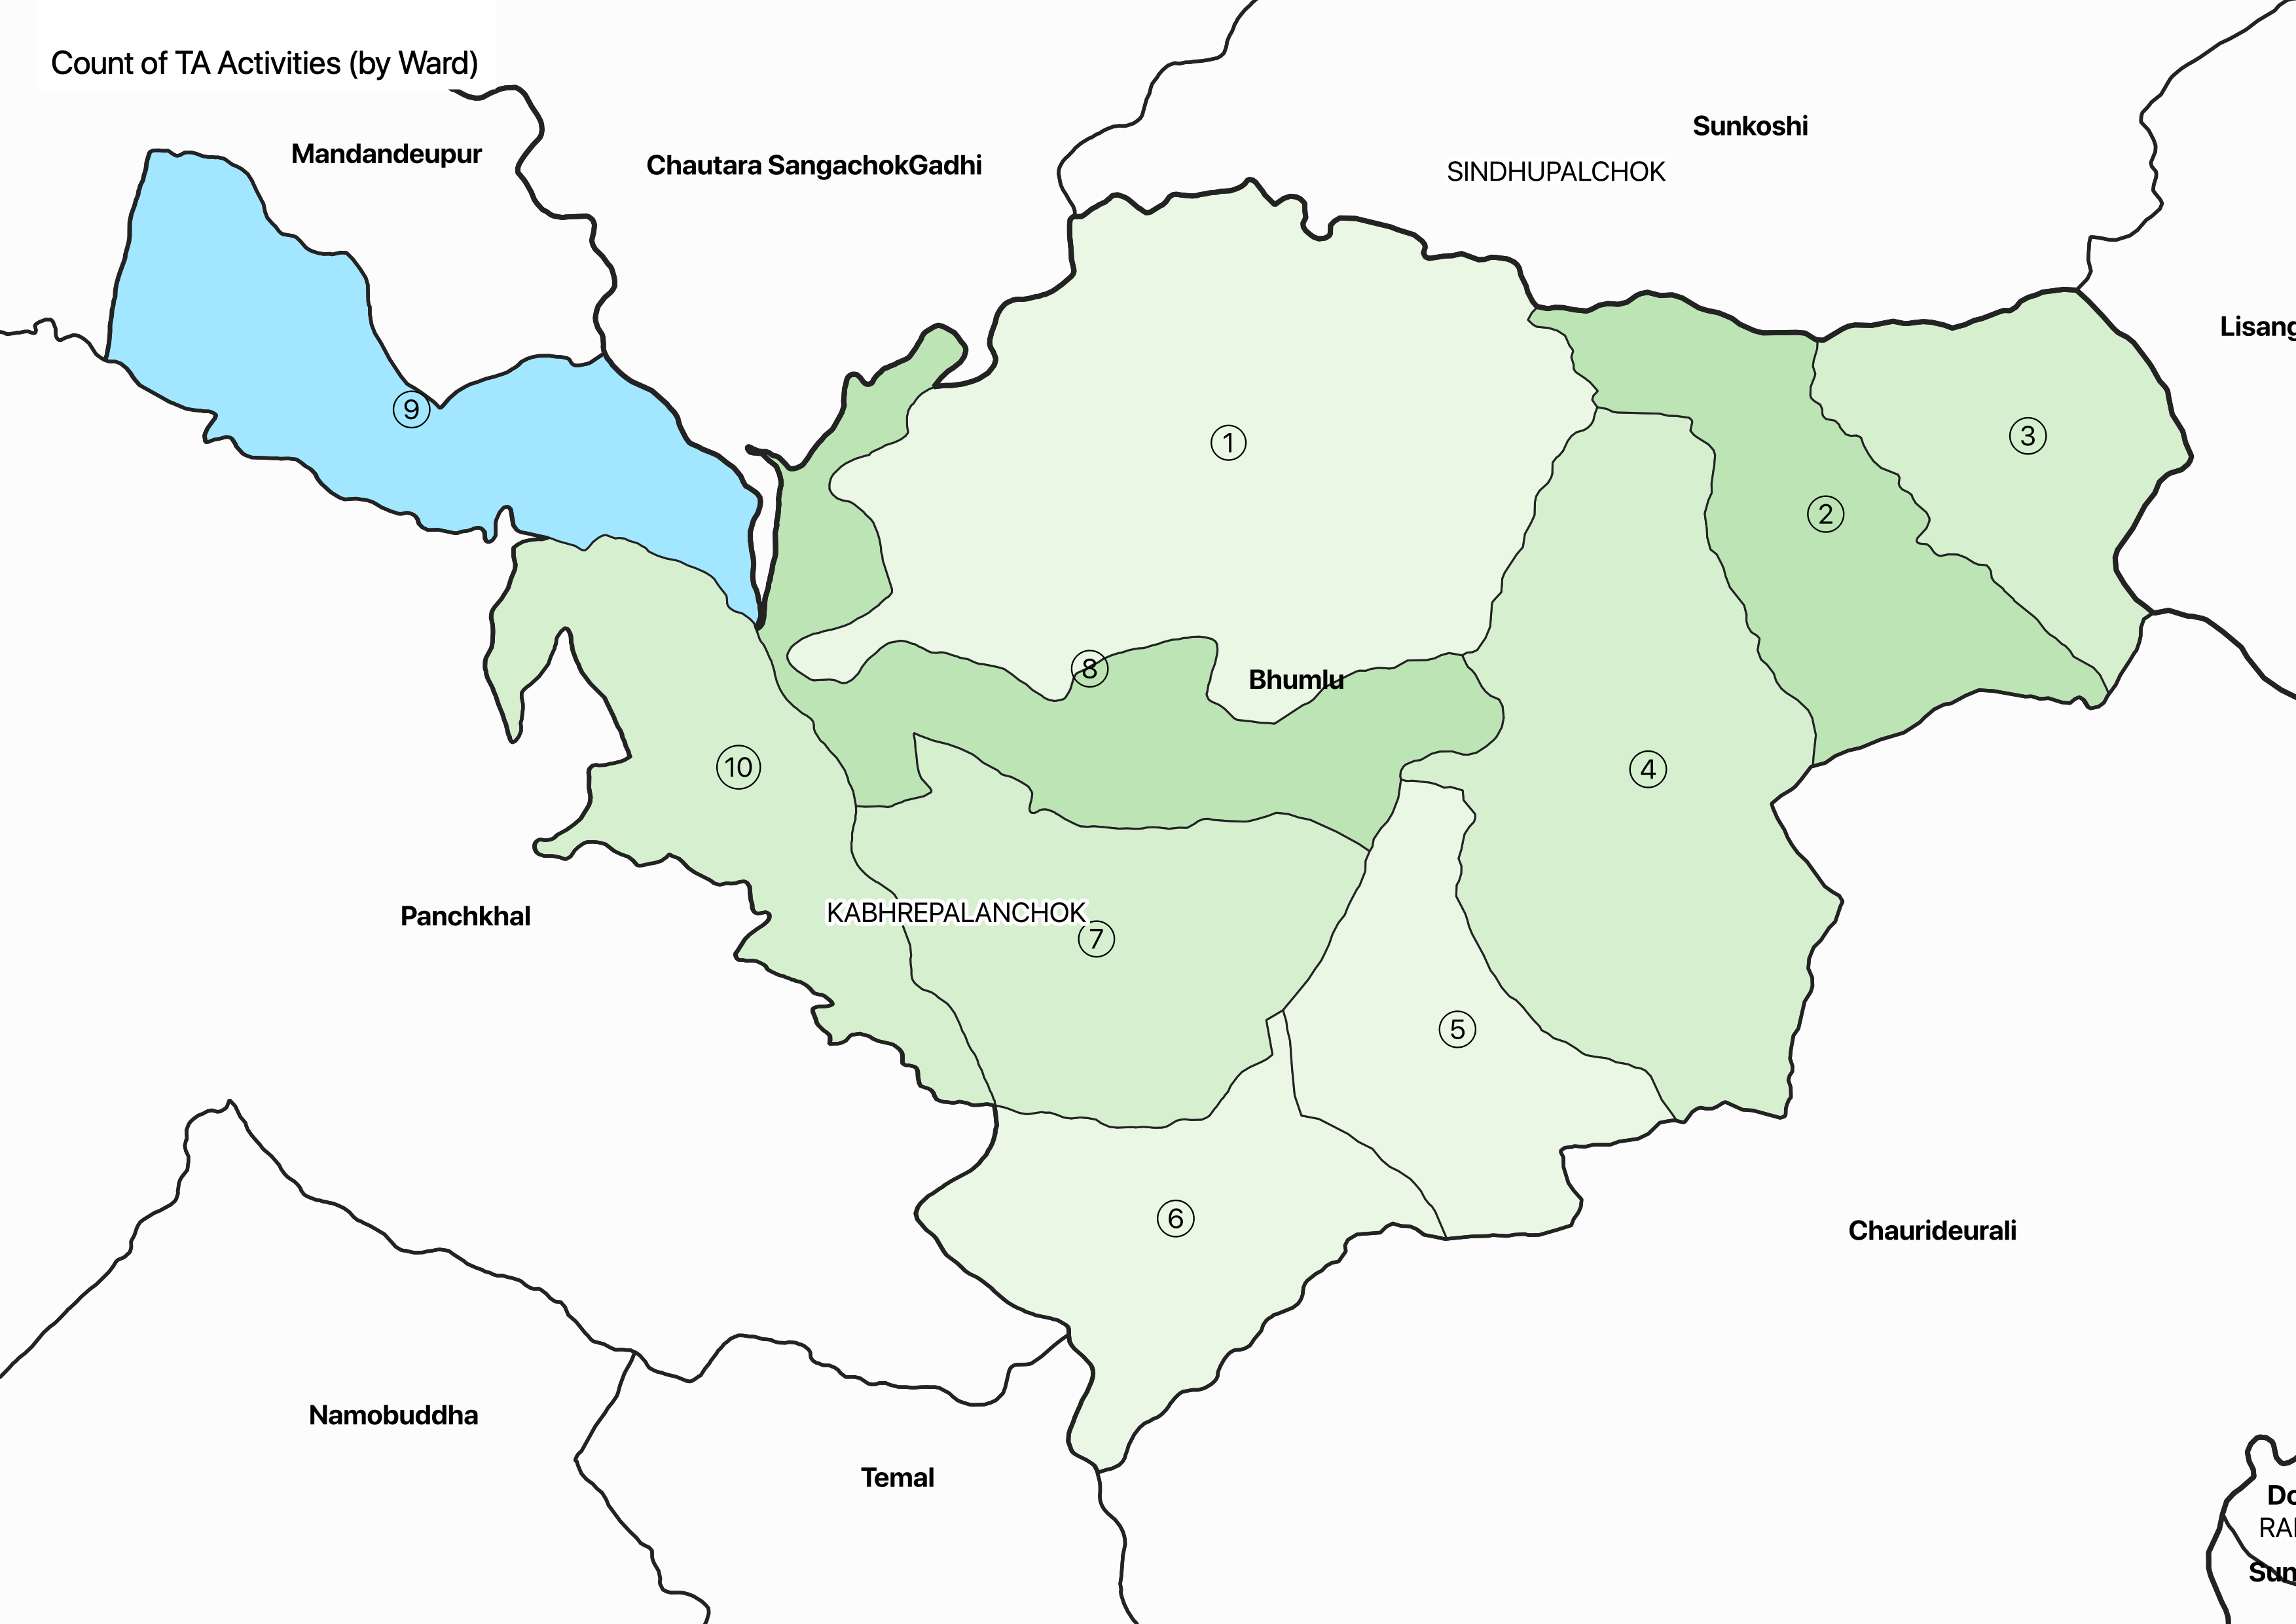 Count of TA Activities (by Ward)
Sunkoshi
Mandandeupur
Chautara SangachokGadhi
SINDHUPALCHOK
Lisang
9
1
3
2
8
Bhumlu
10
4
Panchkhal
KABHREPALANCHOK
7
5
6
Chaurideurali
Namobuddha
Temal
Do
RAI
Sun